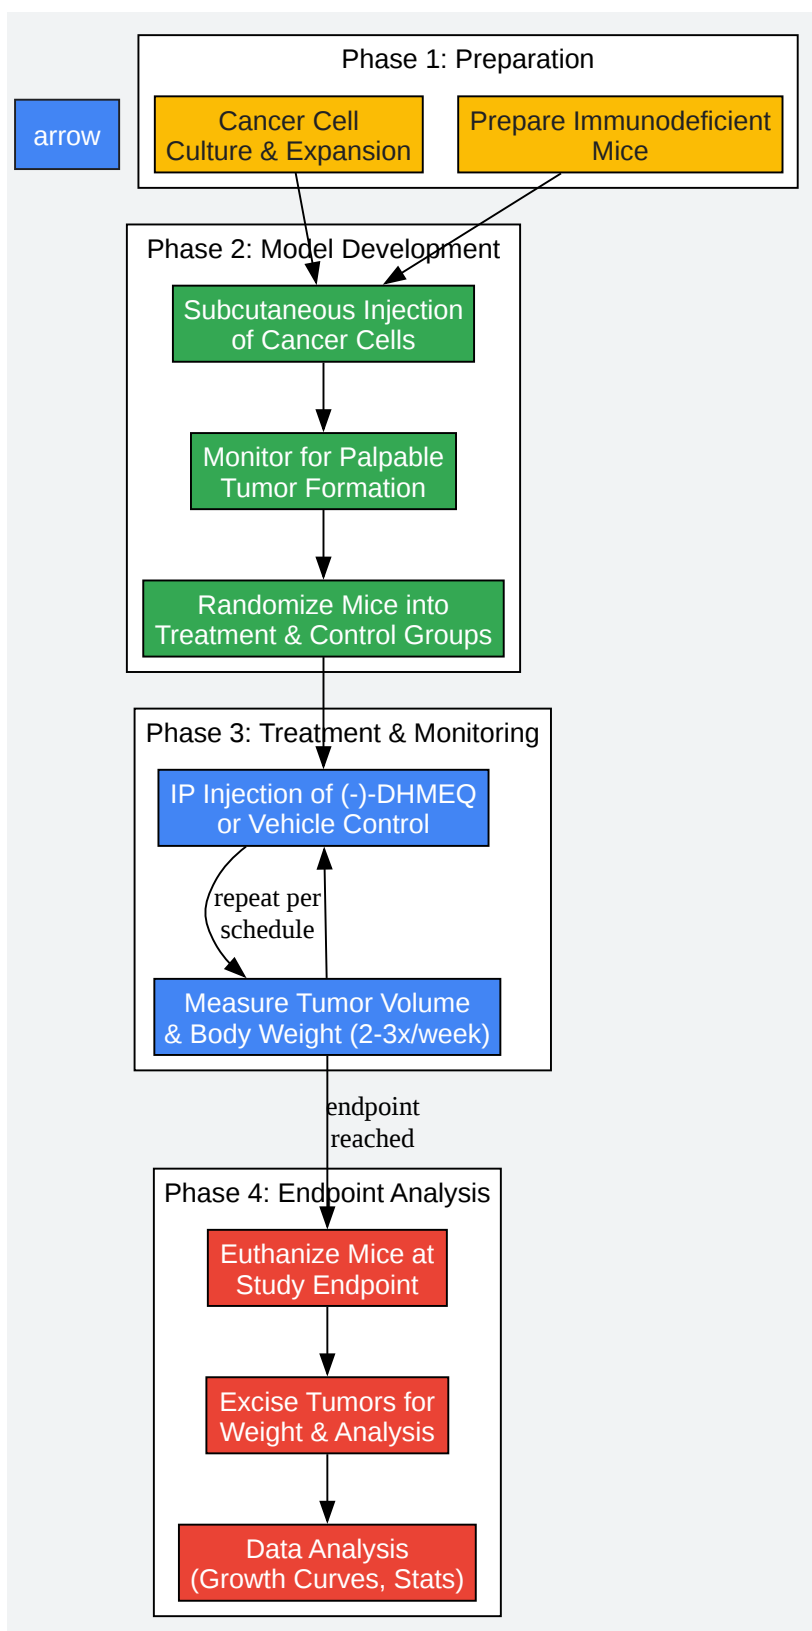 Phase 1: Preparation
arrow
Cancer Cell
Culture & Expansion
Prepare Immunodeficient
Mice
Phase 2: Model Development
Subcutaneous Injection
of Cancer Cells
Monitor for Palpable
Tumor Formation
Randomize Mice into
Treatment & Control Groups
Phase 3: Treatment & Monitoring
IP Injection of (-)-DHMEQ
or Vehicle Control
repeat per
schedule
Measure Tumor Volume
& Body Weight (2-3x/week)
endpoint
reached
Phase 4: Endpoint Analysis
Euthanize Mice at
Study Endpoint
Excise Tumors for
Weight & Analysis
Data Analysis
(Growth Curves, Stats)